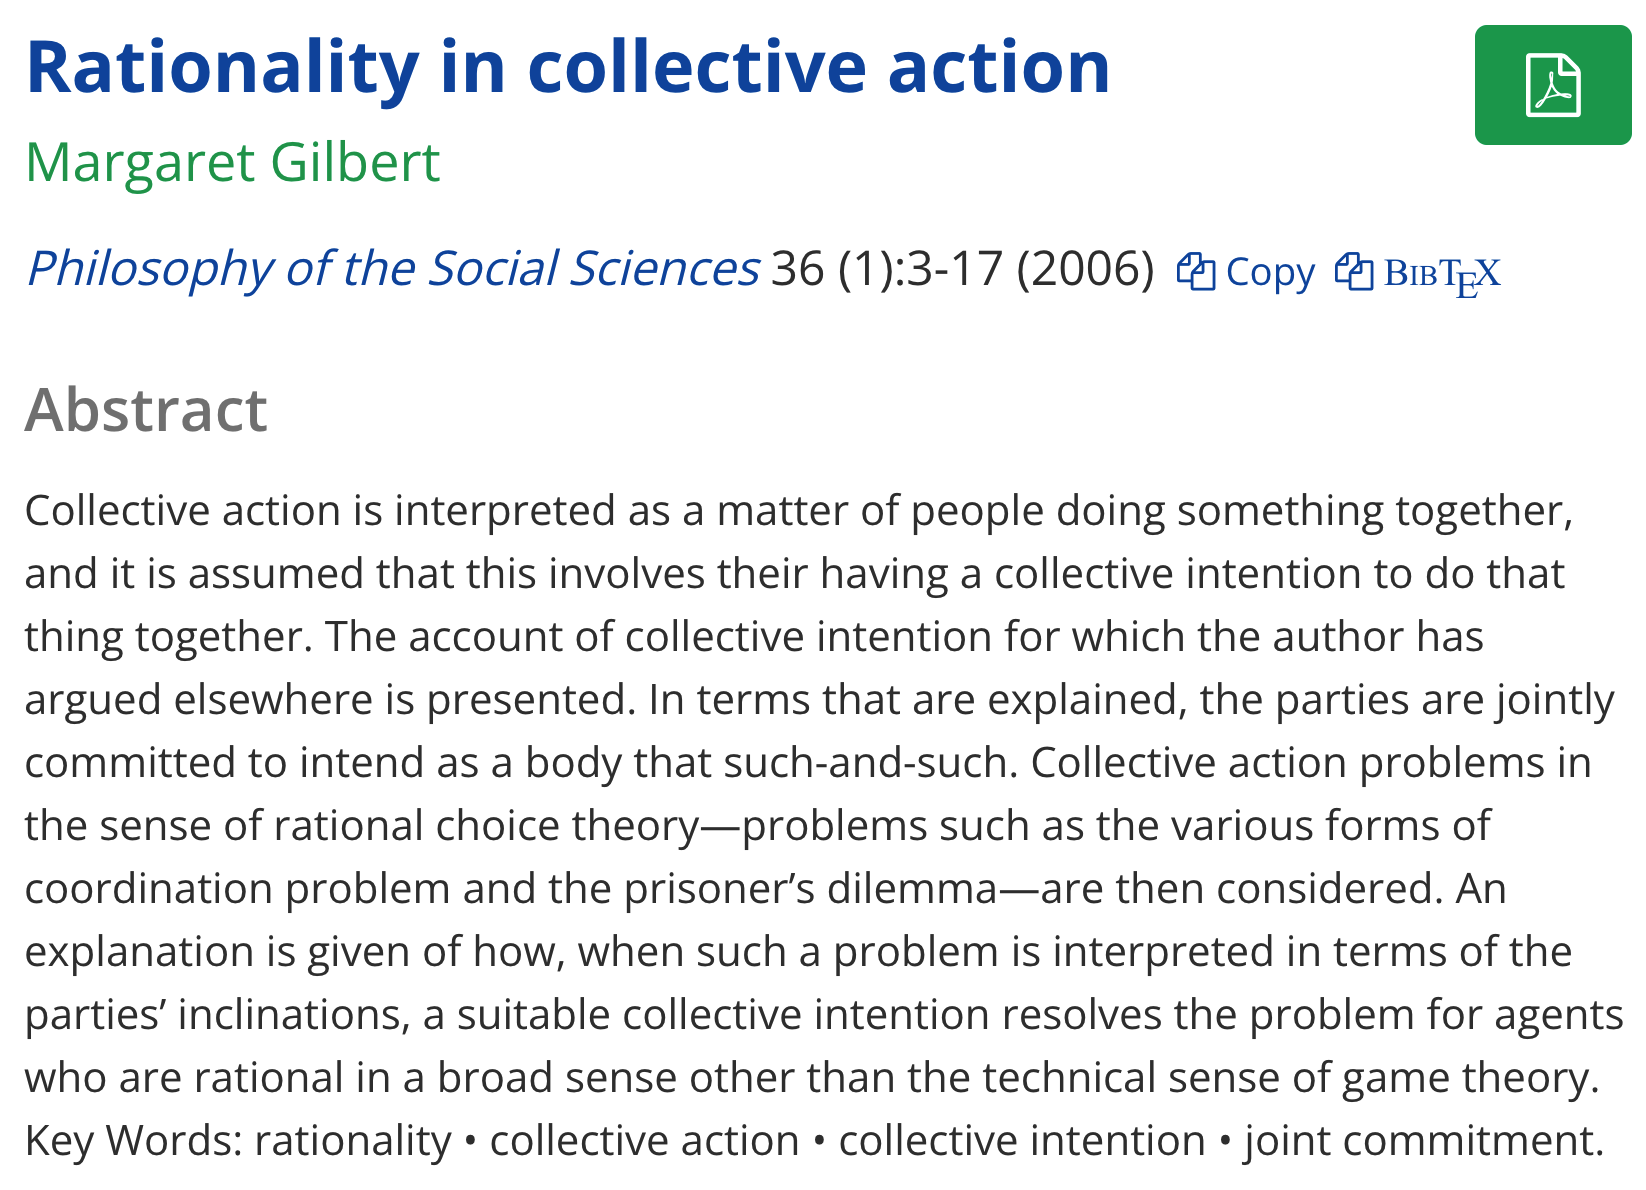 Rationality in collective action
Margaret Gilbert
Philosophy of the Social Sciences 36 (1):3-17 (2006) Copy BIBTEX
Abstract
Collective action is interpreted as a matter of people doing something together,
and it is assumed that this involves their having a collective intention to do that
thing together. The account of collective intention for which the author has
argued elsewhere is presented. In terms that are explained, the parties are jointly
committed to intend as a body that such-and-such. Collective action problems in
the sense of rational choice theory—problems such as the various forms of
coordination problem and the prisoner’s dilemma—are then considered. An
explanation is given of how, when such a problem is interpreted in terms of the
parties’ inclinations, a suitable collective intention resolves the problem for agents
who are rational in a broad sense other than the technical sense of game theory.
Key Words: rationality • collective action • collective intention • joint commitment.